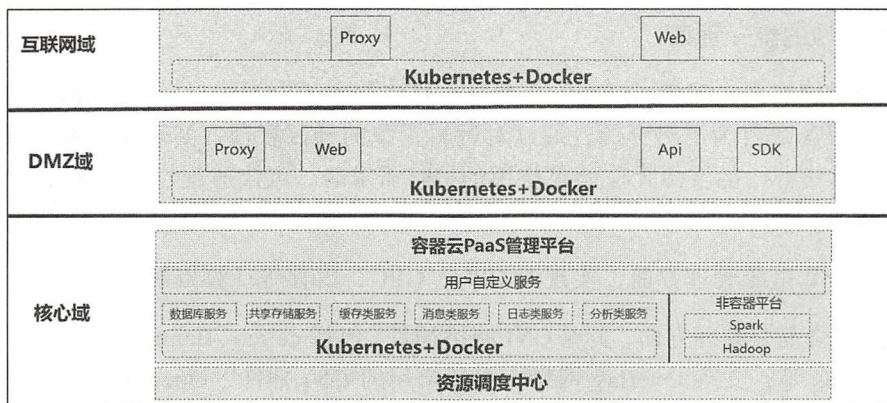 互联网域
Proxy
Web
Kubernetes+Docker
DMZ域
Proxy
Web
Api
SDK
Kubernetes+Docker
核心域
容器云PaaS管理平台
用户自定义服务
数据库服务
共享存储服务
缓存类服务
消息类服务
日志类服务
分析类服务
Kubernetes+Docker
非容器平台
Spark
Hadoop
资源调度中心